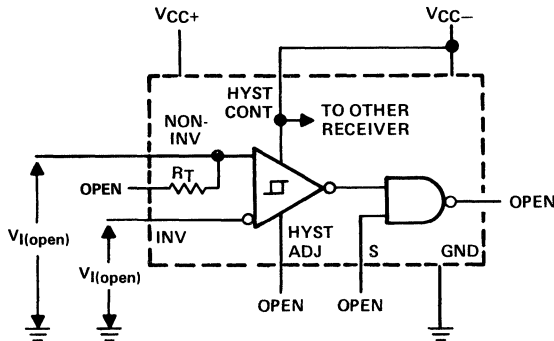 VCC+
VCC−
HYST
CONT
TO OTHER
RECEIVER
NON-
INV
RT
OPEN
OPEN
VI(open)
INV
VI(open)
HYST
ADJ
S
GND
OPEN
OPEN